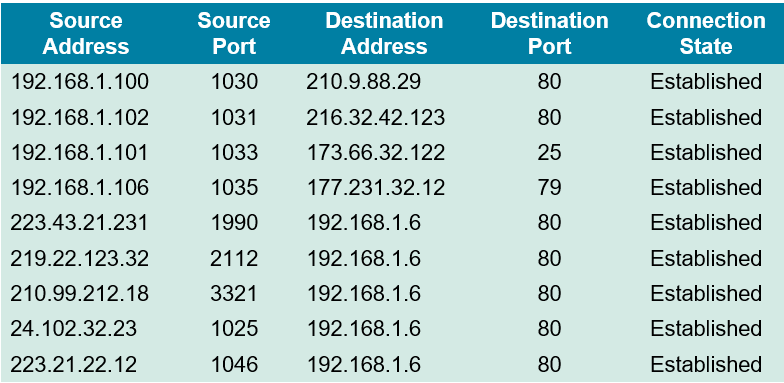 Source Address Source Port Destination Address Destination Port Connection State
192.168.1.100 1030 210.9.88.29 80 Established
192.168.1.102 1031 216.32.42.123 80 Established
192.168.1.101 1033 173.66.32.122 25 Established
192.168.1.106 1035 177.231.32.12 79 Established
223.43.21.231 1990 192.168.1.6 80 Established
219.22.123.32 2112 192.168.1.6 80 Established
210.99.212.18 3321 192.168.1.6 80 Established
24.102.32.23 1025 192.168.1.6 80 Established
223.21.22.12 1046 192.168.1.6 80 Established